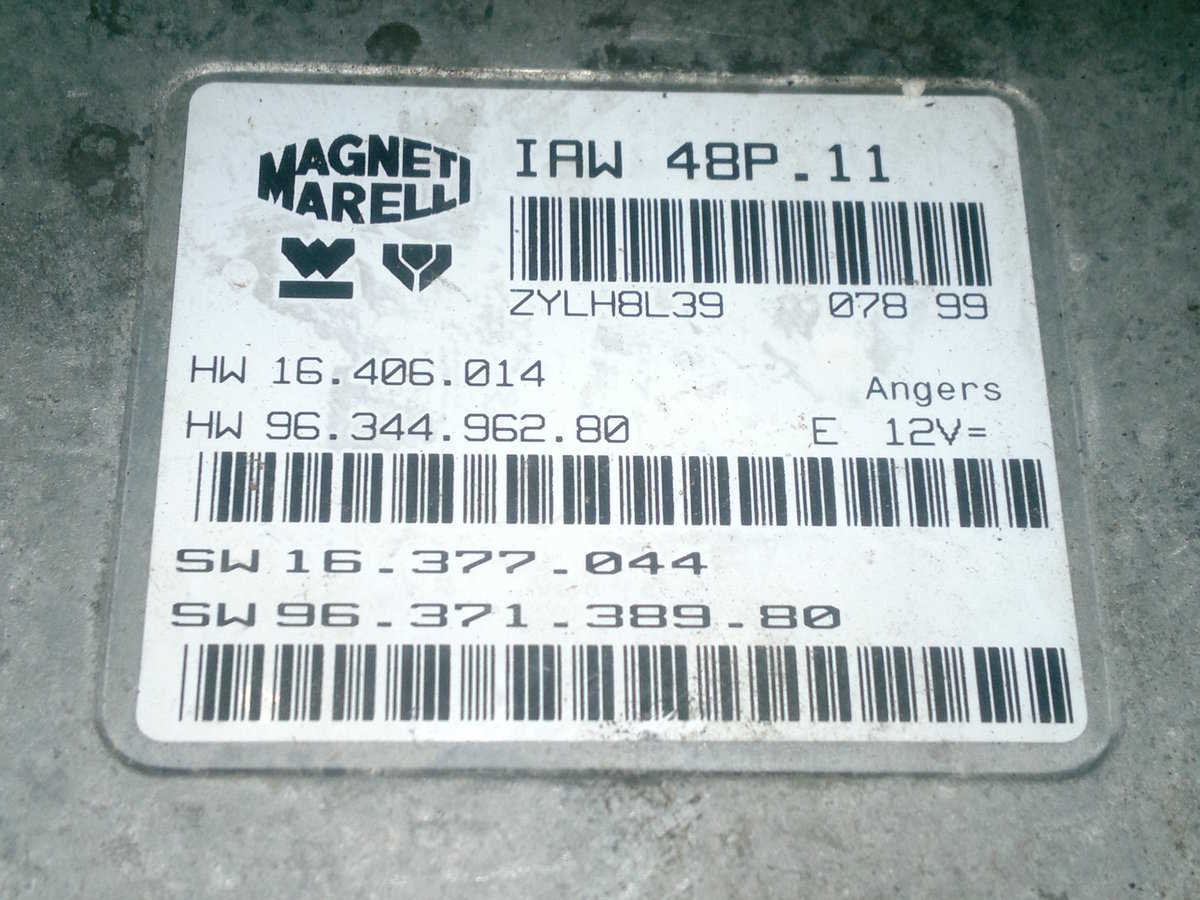 MAGNETI
MARELLI
IAW 48P.11
ZYLH8L39 078 99
HW 16.406.014
Angers
HW 96.344.962.80 E 12V=
SW 16.377.044
SW 96.371.389.80